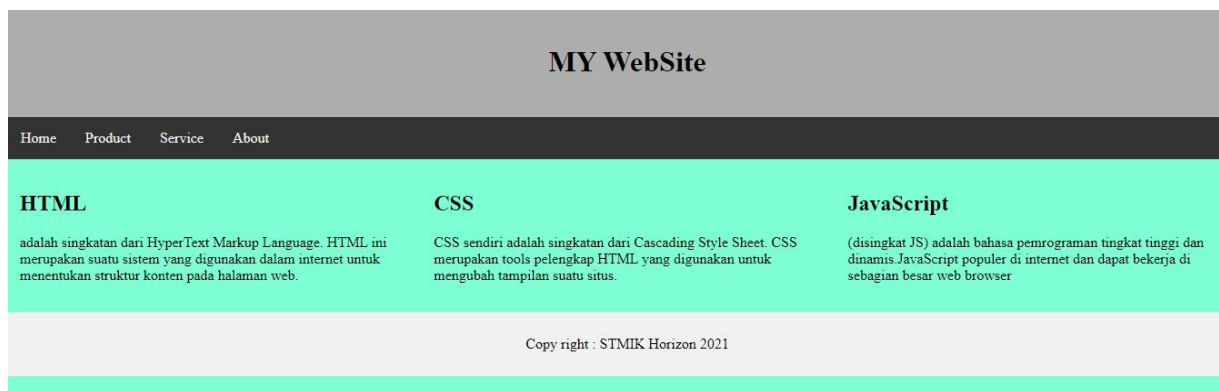 MY WebSite
Home Product Service About
HTML
adalah singkatan dari HyperText Markup Language. HTML ini
merupakan suatu sistem yang digunakan dalam internet untuk
menentukan struktur konten pada halaman web.
CSS
CSS sendiri adalah singkatan dari Cascading Style Sheet. CSS
merupakan tools pelengkap HTML yang digunakan untuk
mengubah tampilan suatu situs.
JavaScript
(disingkat JS) adalah bahasa pemrograman tingkat tinggi dan
dinamis.JavaScript populer di internet dan dapat bekerja di
sebagian besar web browser
Copy right : STMIK Horizon 2021